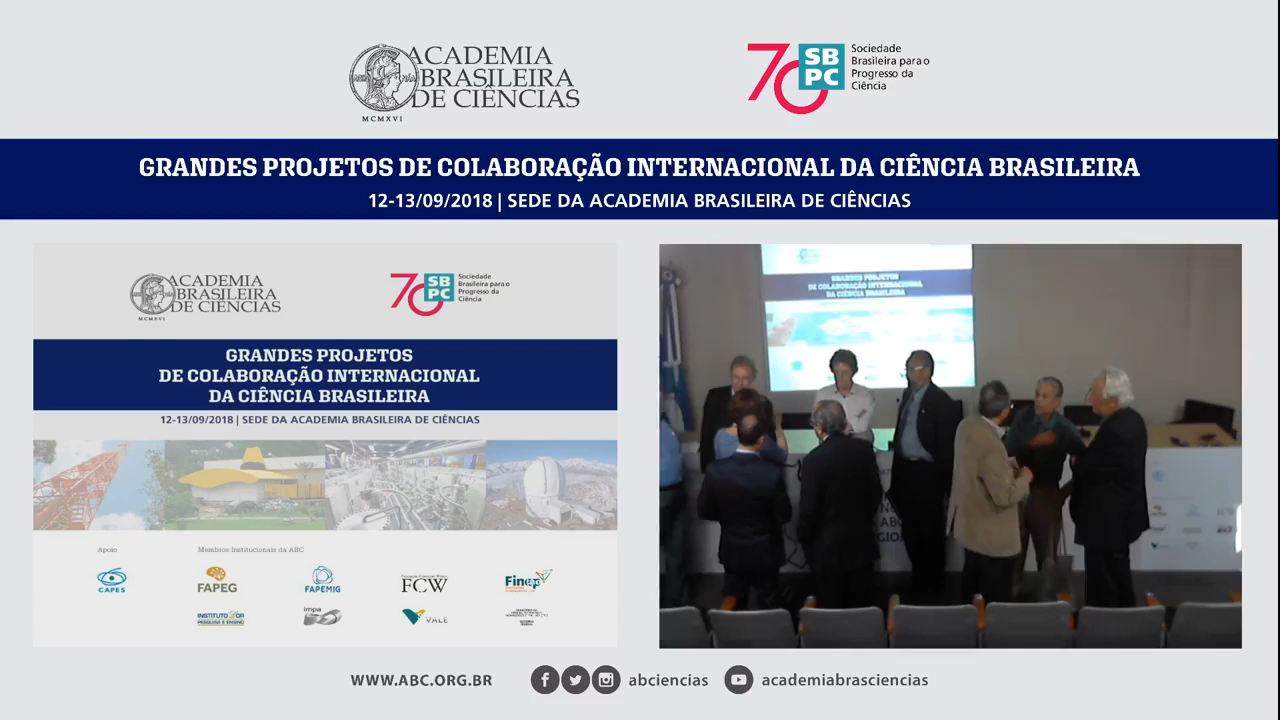 ACADEMIA
BRASILEIRA
DE CIÊNCIAS
MCMXVI
70
SB
PC
Sociedade
Brasileira para o
Progresso da
Ciência
GRANDES PROJETOS DE COLABORAÇÃO INTERNACIONAL DA CIÊNCIA BRASILEIRA
12-13/09/2018 | SEDE DA ACADEMIA BRASILEIRA DE CIÊNCIAS
ACADEMIA
BRASILEIRA
DE CIÊNCIAS
MCMXVI
70
SB
PC
Sociedade
Brasileira para o
Progresso da
Ciência
GRANDES PROJETOS
DE COLABORAÇÃO INTERNACIONAL
DA CIÊNCIA BRASILEIRA
12-13/09/2018 | SEDE DA ACADEMIA BRASILEIRA DE CIÊNCIAS
Apoio
Membros Institucionais da ABC
CAPES
FAPEG
FAPEMIG
FCW
Finep
INSTITUTO D'OR
PESQUISA E ENSINO
impa
VALE
GRANDES PROJETOS
DE COLABORAÇÃO INTERNACIONAL
DA CIÊNCIA BRASILEIRA
WWW.ABC.ORG.BR
abciencias
academiabrasciencias